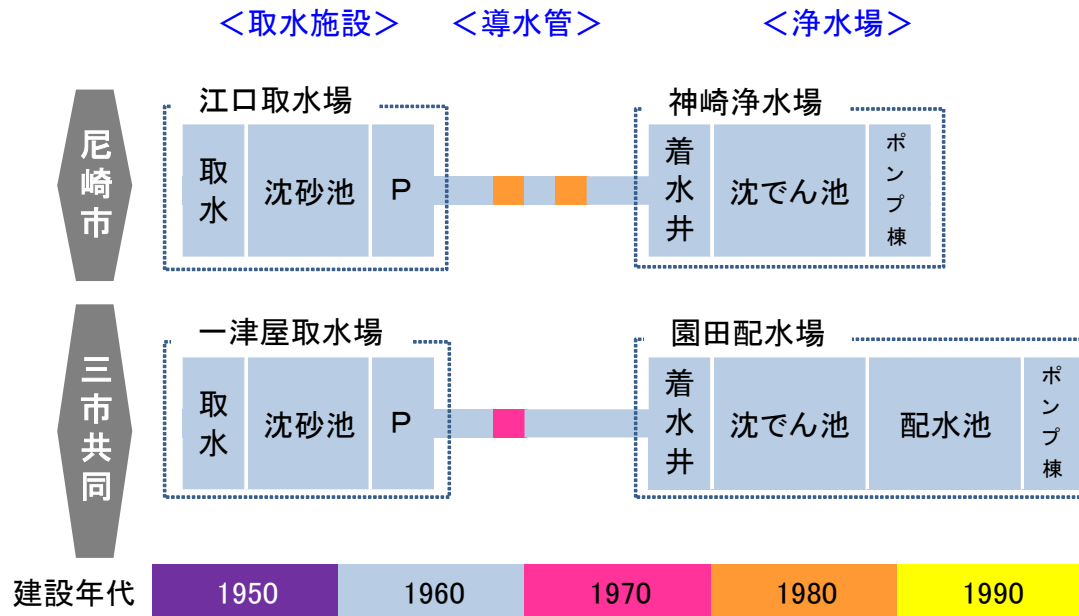 ＜取水施設＞ ＜導水管＞ ＜浄水場＞
尼崎市
江口取水場
取水 沈砂池 P
神崎浄水場
着水井 沈でん池 ポンプ棟
三市共同
一津屋取水場
取水 沈砂池 P
園田配水場
着水井 沈でん池 配水池 ポンプ棟
建設年代 1950 1960 1970 1980 1990